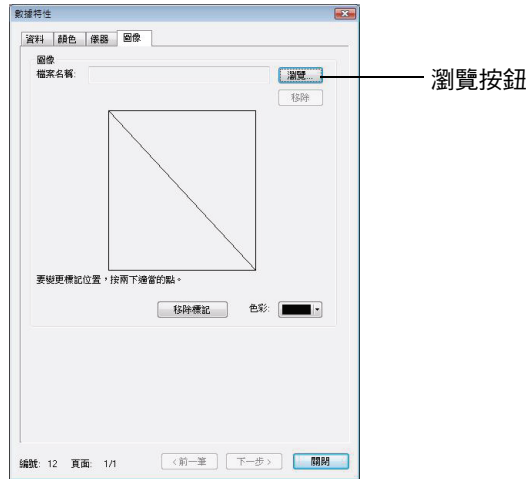 數據特性
資料 顏色 儀器 圖像
圖像
檔案名稱: 瀏覽... 瀏覽按鈕
移除
要變更標記位置，按兩下適當的點。
移除標記 色彩:
編號: 12 頁面: 1/1 <前一筆 下一步> 關閉